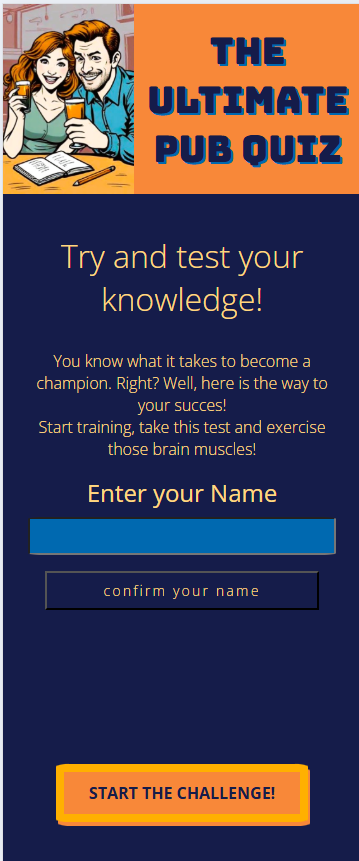 THE
ULTIMATE
PUB QUIZ
Try and test your
knowledge!
You know what it takes to become a
champion. Right? Well, here is the way to
your succes!
Start training, take this test and exercise
those brain muscles!
Enter your Name
confirm your name
START THE CHALLENGE!